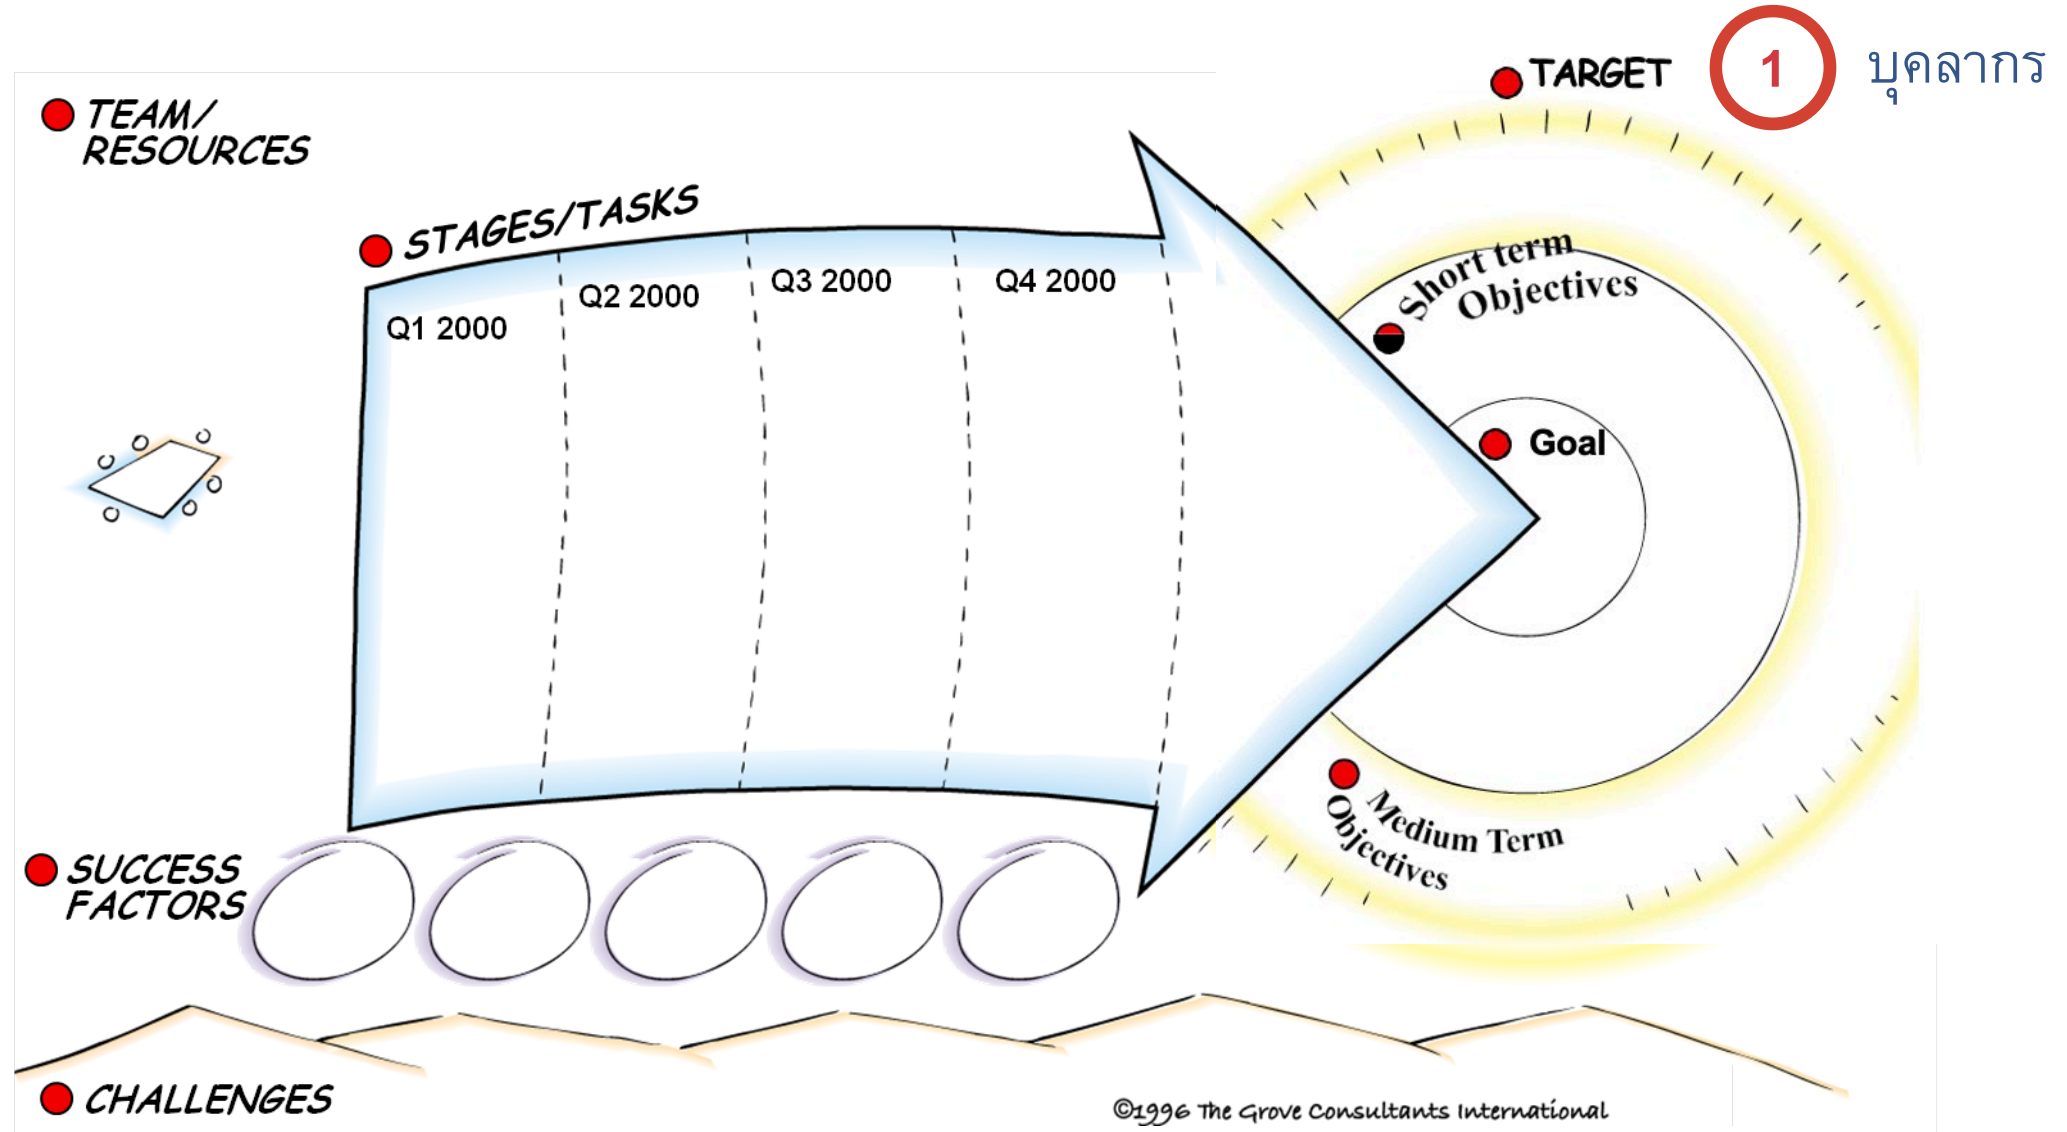 TARGET
1
บุคลากร
TEAM/
RESOURCES
STAGES/TASKS
Q1 2000
Q2 2000
Q3 2000
Q4 2000
Short term
Objectives
Goal
Medium Term
Objectives
SUCCESS
FACTORS
CHALLENGES
©1996 The Grove Consultants International